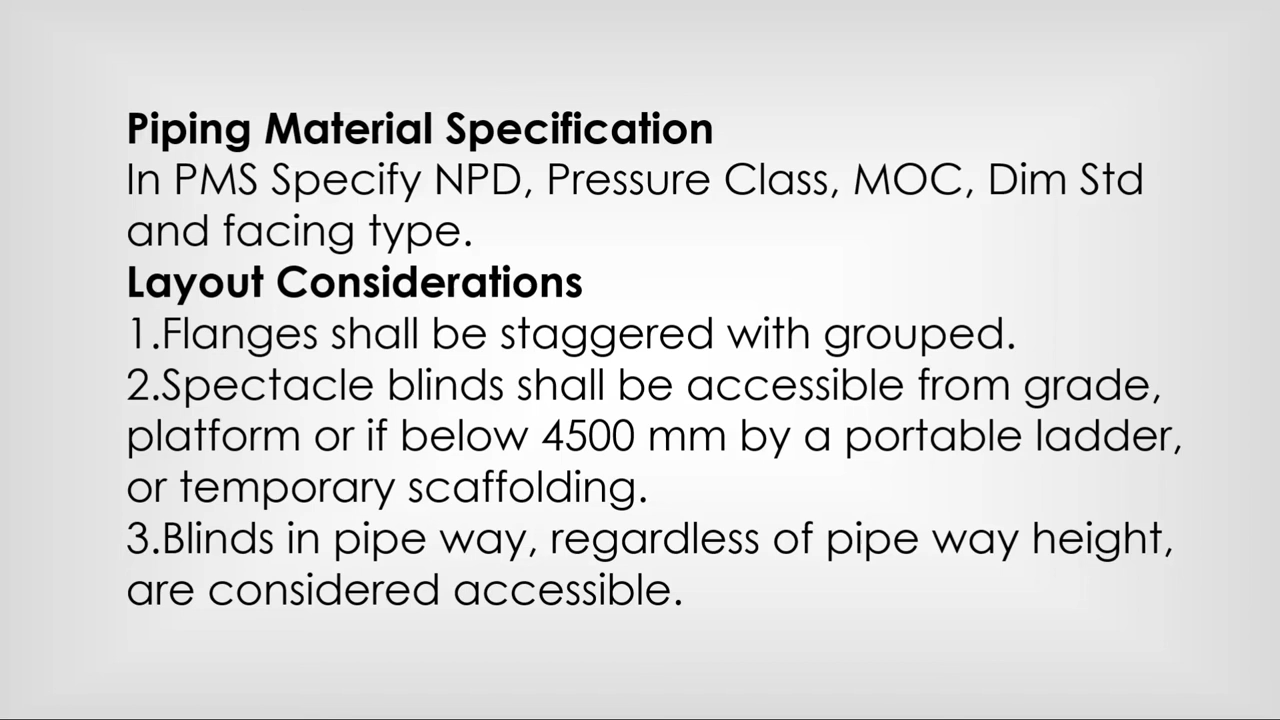 Piping Material Specification
In PMS Specify NPD, Pressure Class, MOC, Dim Std
and facing type.
Layout Considerations
1.Flanges shall be staggered with grouped.
2.Spectacle blinds shall be accessible from grade,
platform or if below 4500 mm by a portable ladder,
or temporary scaffolding.
3.Blinds in pipe way, regardless of pipe way height,
are considered accessible.